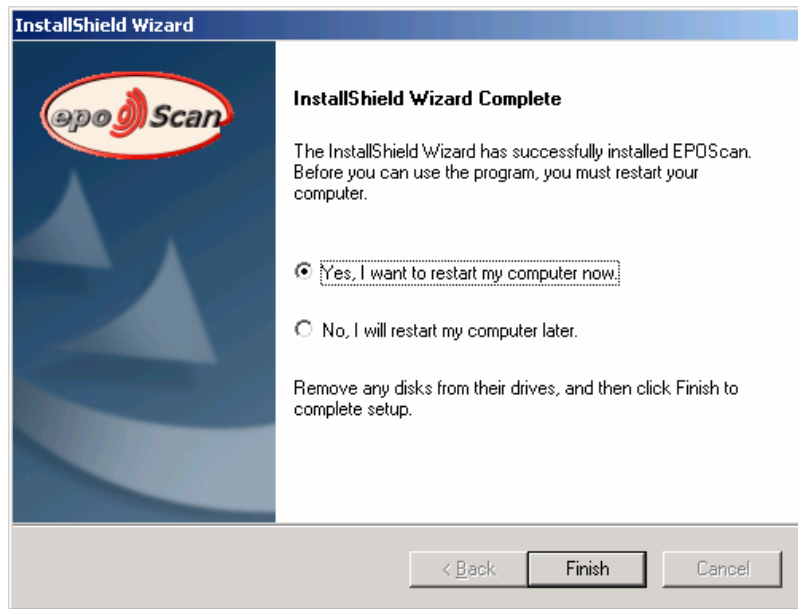 InstallShield Wizard
epo Scan
InstallShield Wizard Complete
The InstallShield Wizard has successfully installed EPOScan.
Before you can use the program, you must restart your
computer.
Yes, I want to restart my computer now.
No, I will restart my computer later.
Remove any disks from their drives, and then click Finish to
complete setup.
< Back Finish Cancel